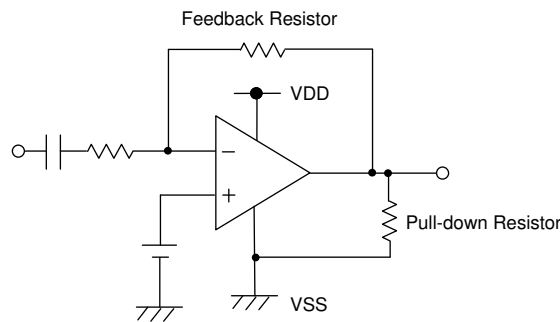 Feedback Resistor
VDD
−
+
Pull-down Resistor
VSS